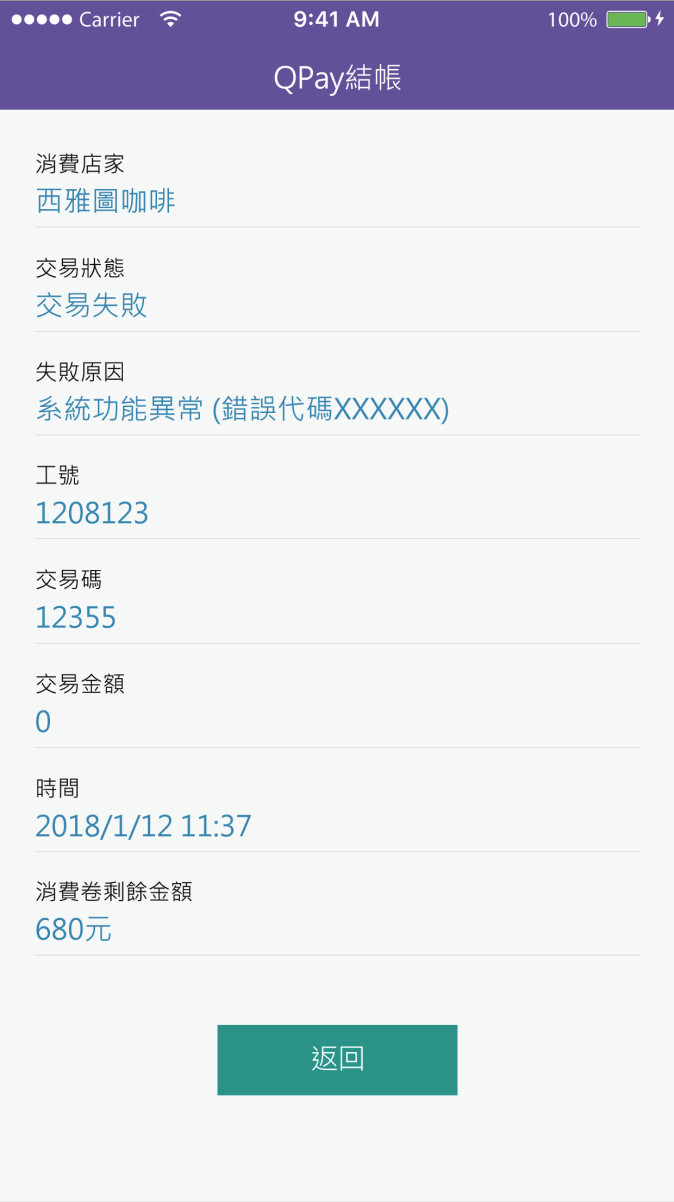 Carrier 9:41 AM 100%
QPay結帳
消費店家
西雅圖咖啡
交易狀態
交易失敗
失敗原因
系統功能異常 (錯誤代碼XXXXXX)
工號
1208123
交易碼
12355
交易金額
0
時間
2018/1/12 11:37
消費卷剩餘金額
680元
返回